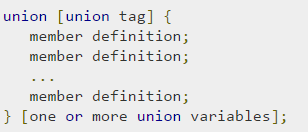 union [union tag] {
   member definition;
   member definition;
   ...
   member definition;
} [one or more union variables];